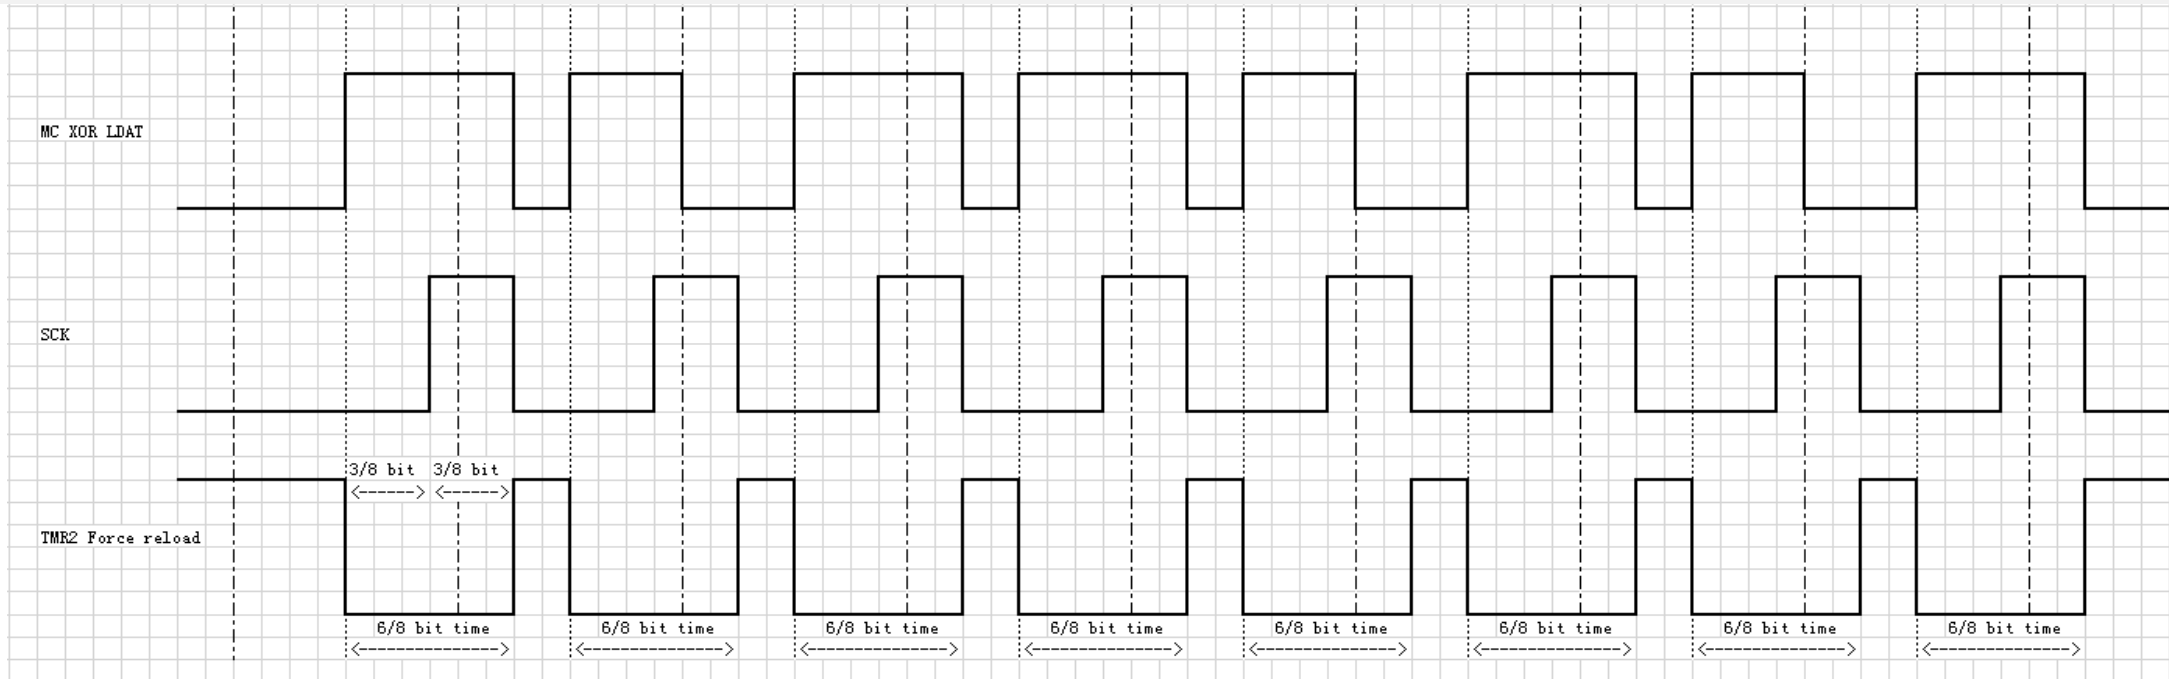 MC XOR LDAT
SCK
3/8 bit 3/8 bit
TMR2 Force reload
6/8 bit time 6/8 bit time 6/8 bit time 6/8 bit time 6/8 bit time 6/8 bit time 6/8 bit time 6/8 bit time